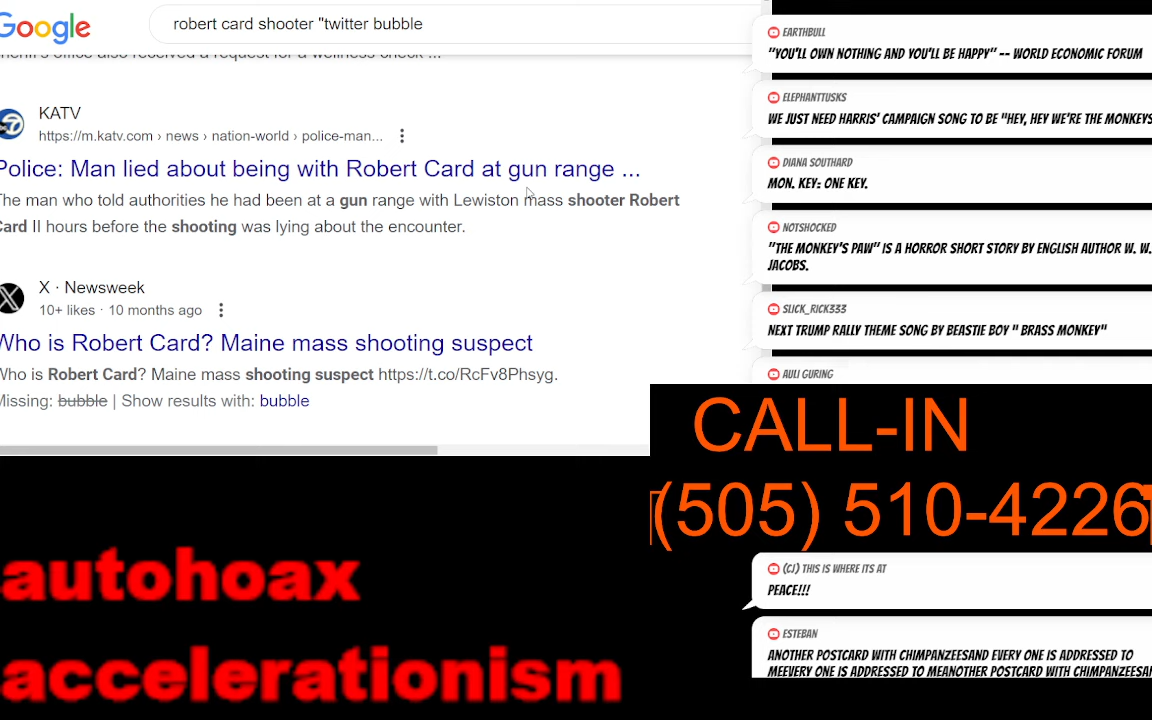 Google
robert card shooter "twitter bubble
sheriff's office also received a request for a wellness check ...
KATV
https://m.katv.com › news › nation-world › police-man...
Police: Man lied about being with Robert Card at gun range ...
The man who told authorities he had been at a gun range with Lewiston mass shooter Robert
Card II hours before the shooting was lying about the encounter.
X · Newsweek
10+ likes · 10 months ago
Who is Robert Card? Maine mass shooting suspect
Who is Robert Card? Maine mass shooting suspect https://t.co/RcFv8Phsyg.
Missing: bubble | Show results with: bubble
EARTHBULL
"YOU'LL OWN NOTHING AND YOU'LL BE HAPPY" -- WORLD ECONOMIC FORUM
ELEPHANTTUSKS
WE JUST NEED HARRIS' CAMPAIGN SONG TO BE "HEY, HEY WE'RE THE MONKEYS
DIANA SOUTHARD
MON. KEY: ONE KEY.
NOTSHOCKED
"THE MONKEY'S PAW" IS A HORROR SHORT STORY BY ENGLISH AUTHOR W. W.
JACOBS.
SLICK_RICK333
NEXT TRUMP RALLY THEME SONG BY BEASTIE BOY " BRASS MONKEY"
AULI GURING
CALL-IN
(505) 510-4226
(CJ) THIS IS WHERE ITS AT
PEACE!!!
ESTEBAN
ANOTHER POSTCARD WITH CHIMPANZEESAND EVERY ONE IS ADDRESSED TO
MEEVERY ONE IS ADDRESSED TO MEANOTHER POSTCARD WITH CHIMPANZEESAN
autohoax
accelerationism